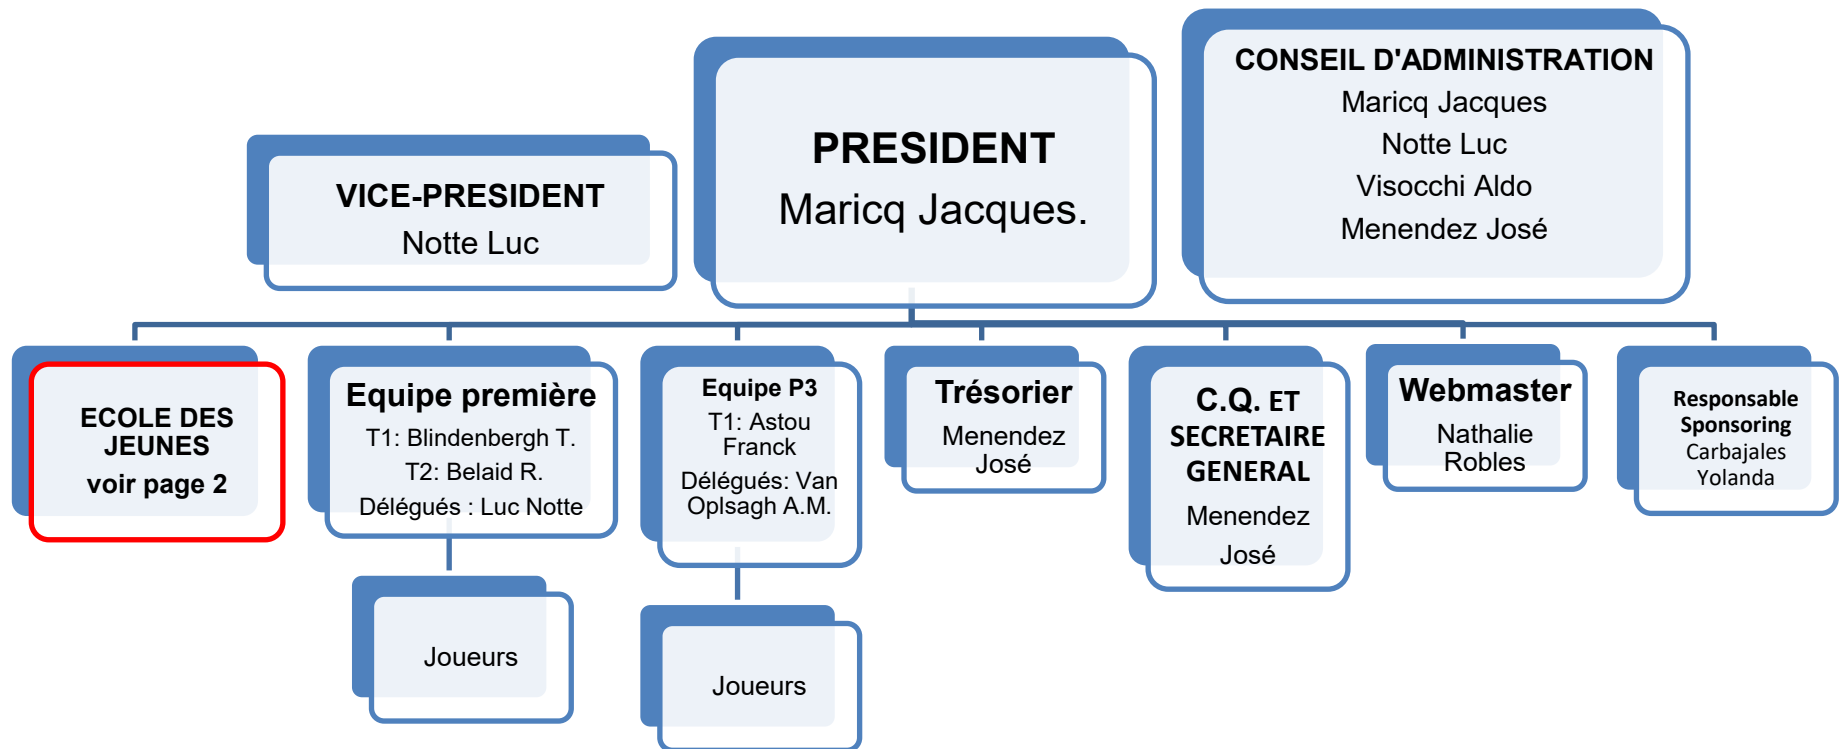 CONSEIL D'ADMINISTRATION
Maricq Jacques
Notte Luc
Visocchi Aldo
Menendez José
PRESIDENT
Maricq Jacques.
VICE-PRESIDENT
Notte Luc
ECOLE DES
JEUNES
voir page 2
Equipe première
T1: Blindenbergh T.
T2: Belaid R.
Délégués : Luc Notte
Joueurs
Equipe P3
T1: Astou
Franck
Délégués: Van
Oplsagh A.M.
Joueurs
Trésorier
Menendez
José
C.Q. ET
SECRETAIRE
GENERAL
Menendez
José
Webmaster
Nathalie
Robles
Responsable
Sponsoring
Carbajales
Yolanda